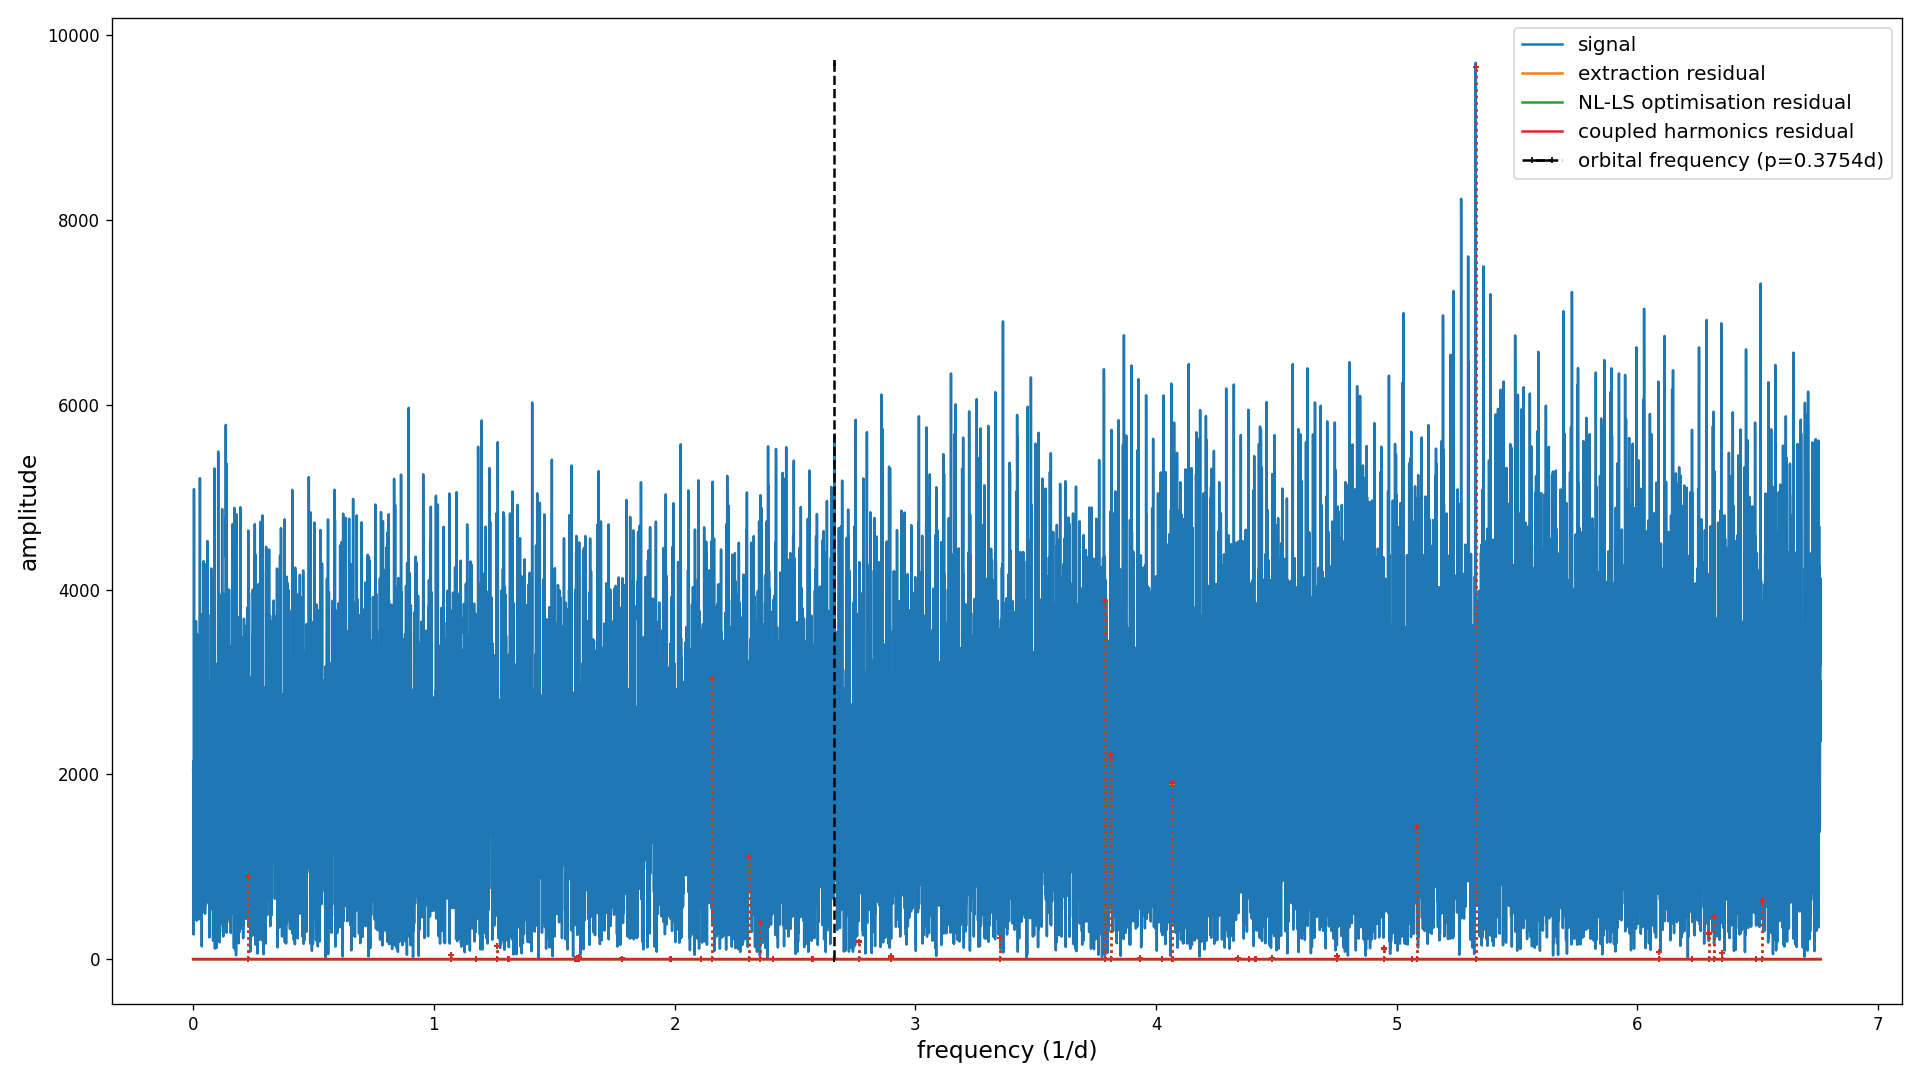 10000
8000
6000
4000
2000
0
amplitude
signal
extraction residual
NL-LS optimisation residual
coupled harmonics residual
orbital frequency (p=0.3754d)
0 1 2 3 4 5 6 7
frequency (1/d)